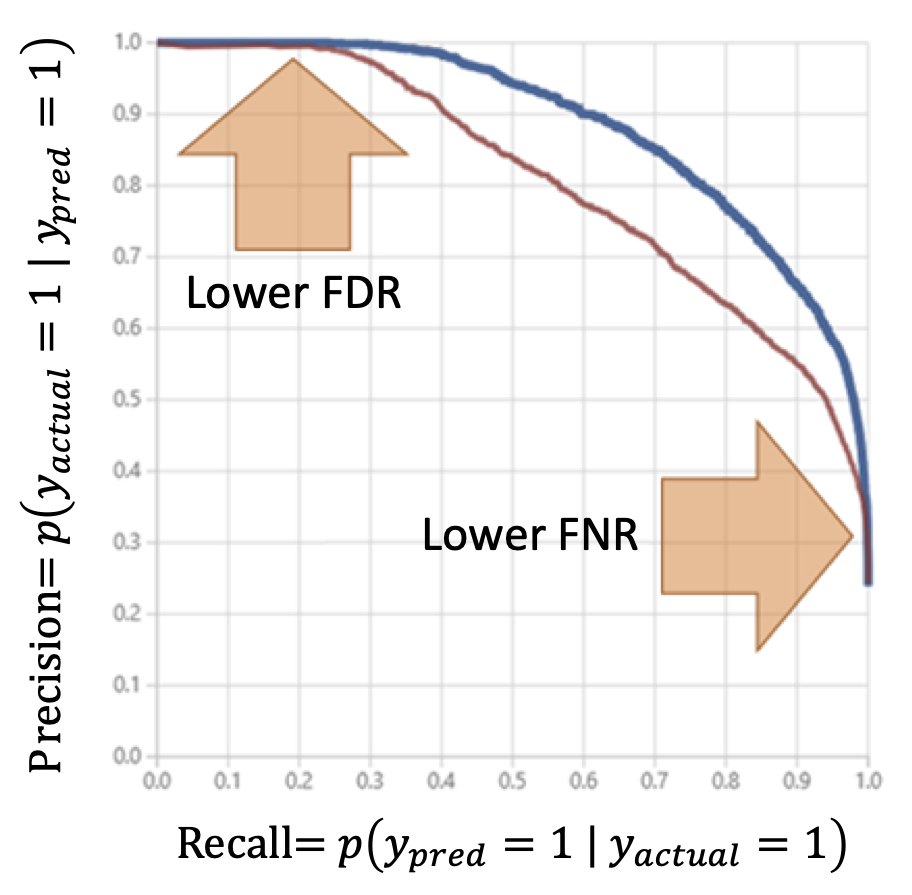 Precision= p(y_actual = 1 | y_pred = 1)
1.0
0.9
0.8
0.7
0.6
0.5
0.4
0.3
0.2
0.1
0.0
Lower FDR
Lower FNR
0.0 0.1 0.2 0.3 0.4 0.5 0.6 0.7 0.8 0.9 1.0
Recall= p(y_pred = 1 | y_actual = 1)